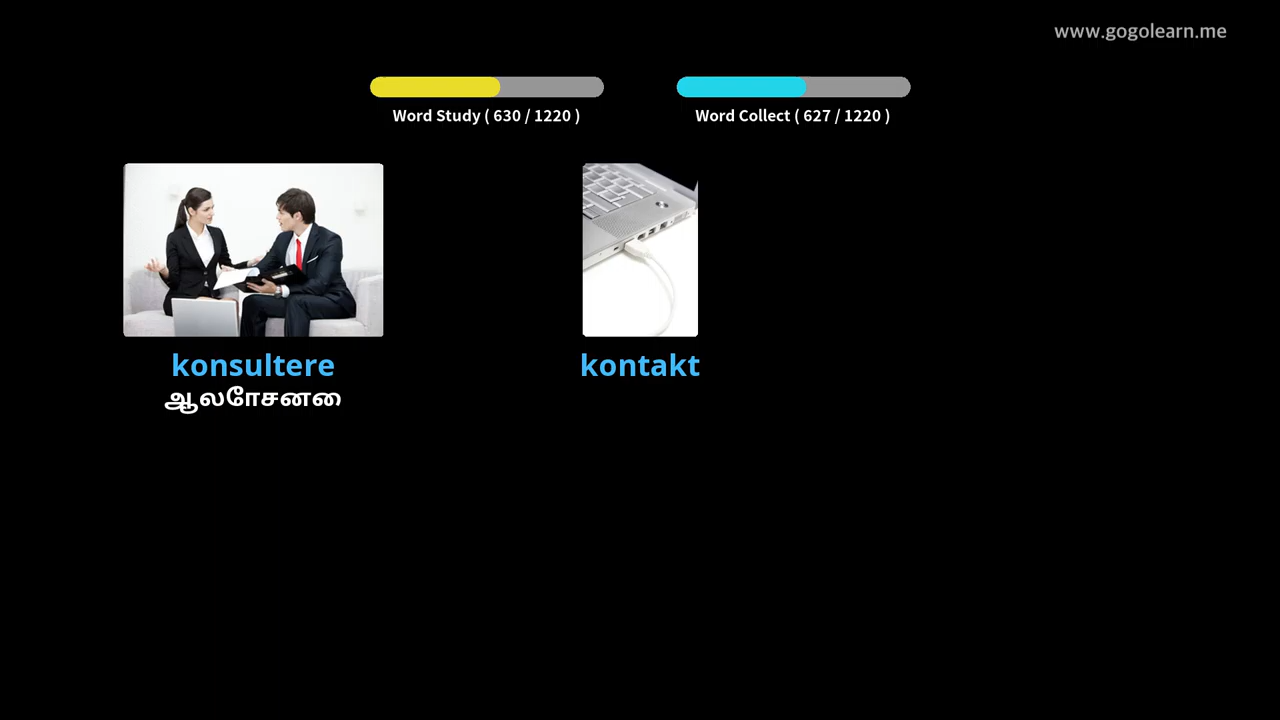 www.gogolearn.me
Word Study ( 630 / 1220 )
Word Collect ( 627 / 1220 )
konsultere
ஆலோசனை
kontakt